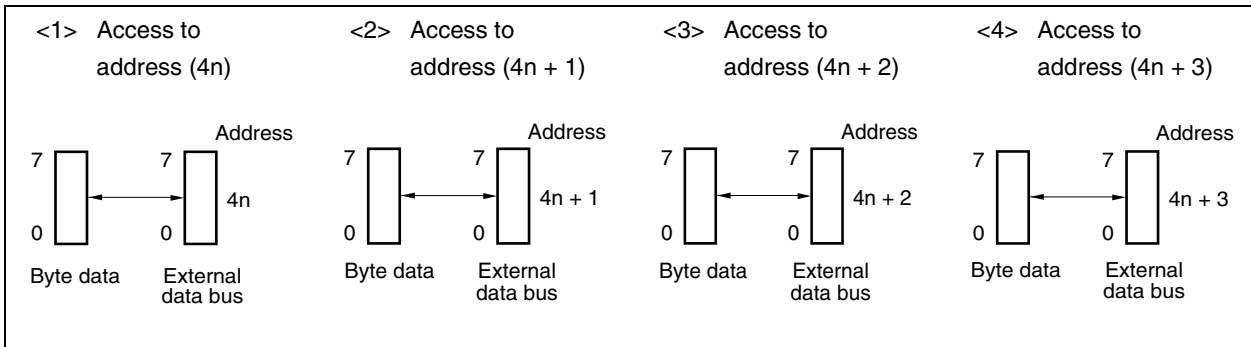 <1> Access to
address (4n)
Address
7
7
4n
0
0
Byte data
External
data bus
<2> Access to
address (4n + 1)
Address
7
7
4n + 1
0
0
Byte data
External
data bus
<3> Access to
address (4n + 2)
Address
7
7
4n + 2
0
0
Byte data
External
data bus
<4> Access to
address (4n + 3)
Address
7
7
4n + 3
0
0
Byte data
External
data bus